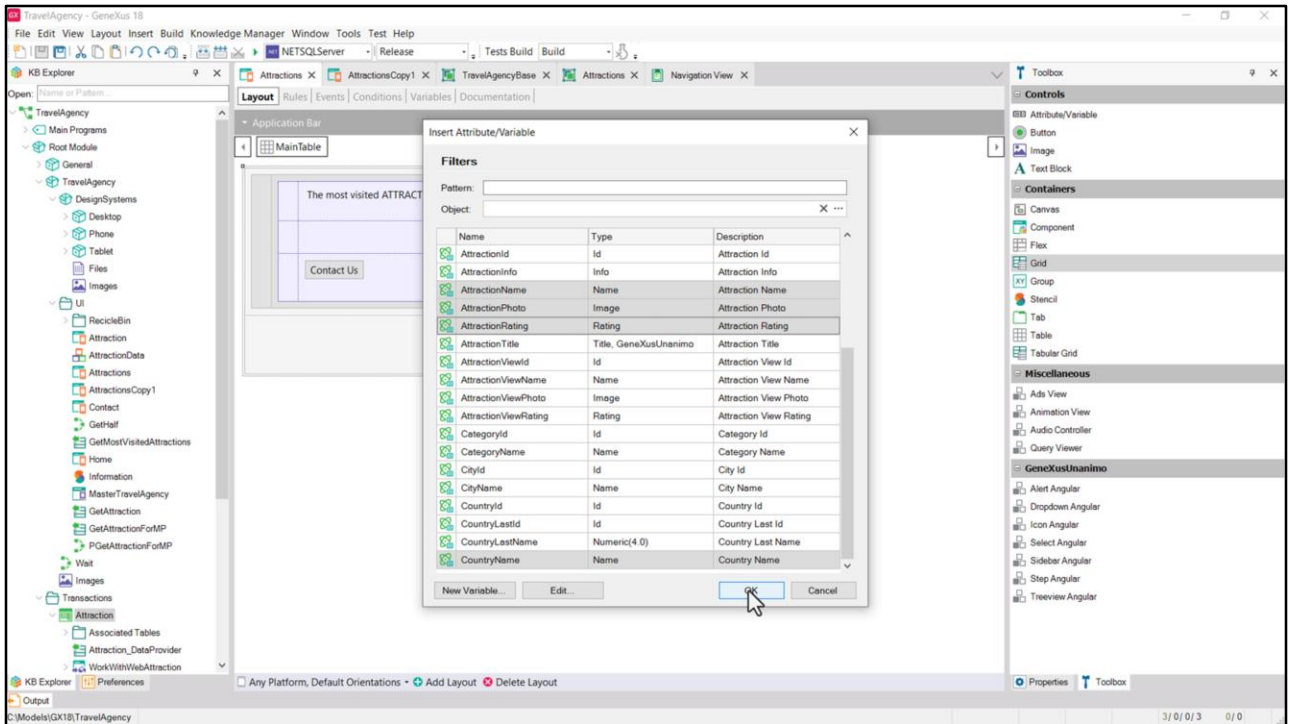 GX TravelAgency - GeneXus 18
File Edit View Layout Insert Build Knowledge Manager Window Tools Test Help
NETSQLServer Release Tests Build Build
KB Explorer
Open: Name or Pattern...
TravelAgency
Main Programs
Root Module
General
TravelAgency
DesignSystems
Desktop
Phone
Tablet
Files
Images
UI
RecicleBin
Attraction
AttractionData
Attractions
AttractionsCopy1
Contact
GetHalf
GetMostVisitedAttractions
Home
Information
MasterTravelAgency
GetAttraction
GetAttractionForMP
PGetAttractionForMP
Wait
Images
Transactions
Attraction
Associated Tables
Attraction_DataProvider
WorkWithWebAttraction
KB Explorer Preferences
Output
C:\Models\GX18\TravelAgency
Attractions X AttractionsCopy1 X TravelAgencyBase X Attractions X Navigation View X
Layout Rules Events Conditions Variables Documentation
Application Bar
MainTable
The most visited ATTRACT
Contact Us
Insert Attribute/Variable
Filters
Pattern:
Object:
Name Type Description
AttractionId Id Attraction Id
AttractionInfo Info Attraction Info
AttractionName Name Attraction Name
AttractionPhoto Image Attraction Photo
AttractionRating Rating Attraction Rating
AttractionTitle Title, GeneXusUnanimo Attraction Title
AttractionViewId Id Attraction View Id
AttractionViewName Name Attraction View Name
AttractionViewPhoto Image Attraction View Photo
AttractionViewRating Rating Attraction View Rating
CategoryId Id Category Id
CategoryName Name Category Name
CityId Id City Id
CityName Name City Name
CountryId Id Country Id
CountryLastId Id Country Last Id
CountryLastName Numeric(4.0) Country Last Name
CountryName Name Country Name
New Variable... Edit... OK Cancel
Any Platform, Default Orientations Add Layout Delete Layout
Toolbox
Controls
Attribute/Variable
Button
Image
Text Block
Containers
Canvas
Component
Flex
Grid
Group
Stencil
Tab
Table
Tabular Grid
Miscellaneous
Ads View
Animation View
Audio Controller
Query Viewer
GeneXusUnanimo
Alert Angular
Dropdown Angular
Icon Angular
Select Angular
Sidebar Angular
Step Angular
Treeview Angular
Properties Toolbox
3/0/0/3 0/0